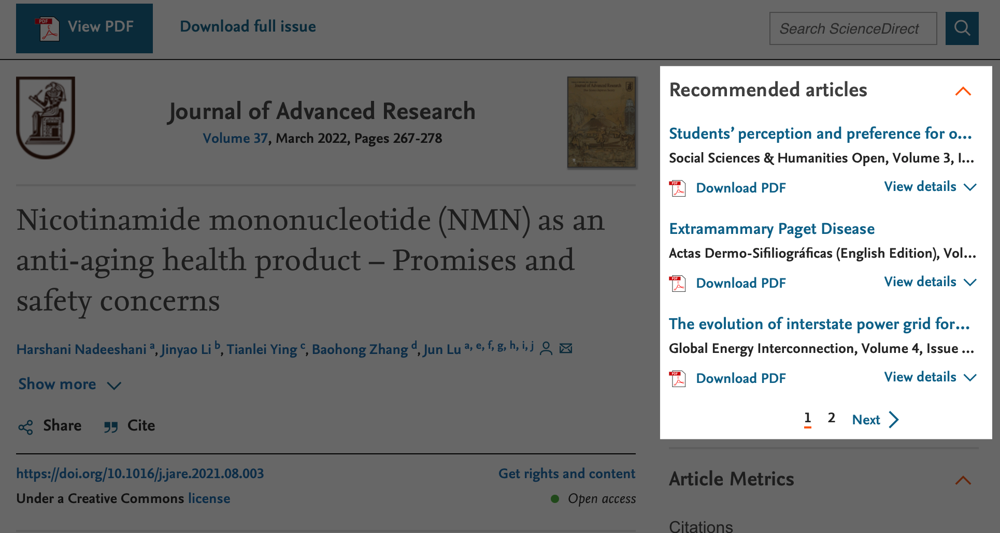 View PDF
Download full issue
Search ScienceDirect
Journal of Advanced Research
Volume 37, March 2022, Pages 267-278
Nicotinamide mononucleotide (NMN) as an
anti-aging health product – Promises and
safety concerns
Harshani Nadeeshani a, Jinyao Li b, Tianlei Ying c, Baohong Zhang d, Jun Lu a, e, f, g, h, i, j
Show more
Share
Cite
https://doi.org/10.1016/j.jare.2021.08.003
Get rights and content
Under a Creative Commons license
Open access
Recommended articles
Students’ perception and preference for o...
Social Sciences & Humanities Open, Volume 3, I...
PDF
Download PDF
View details
Extramammary Paget Disease
Actas Dermo-Sifiliográficas (English Edition), Vol...
PDF
Download PDF
View details
The evolution of interstate power grid for...
Global Energy Interconnection, Volume 4, Issue ...
PDF
Download PDF
View details
1 2 Next
Article Metrics
Citations